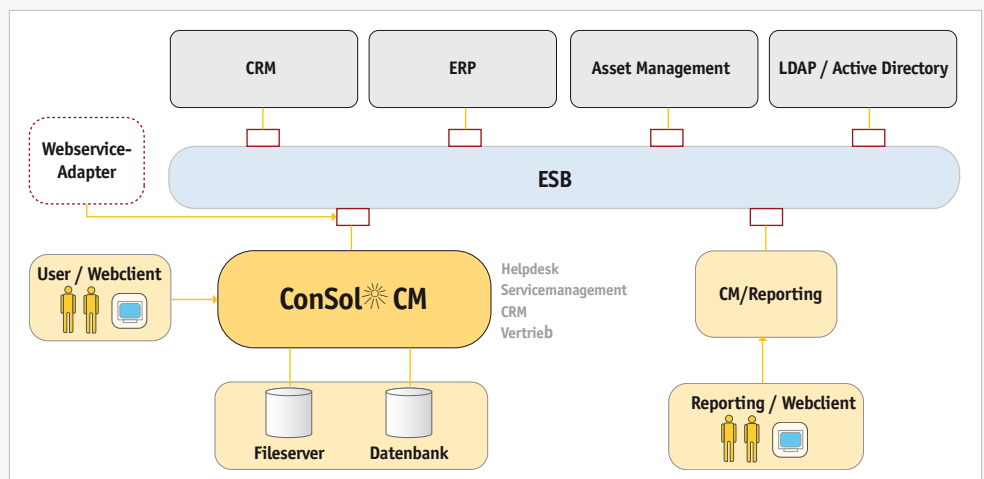 CRM
ERP
Asset Management
LDAP / Active Directory
Webservice-
Adapter
ESB
User / Webclient
ConSol CM
Helpdesk
Servicemanagement
CRM
Vertrieb
CM/Reporting
Fileserver
Datenbank
Reporting / Webclient